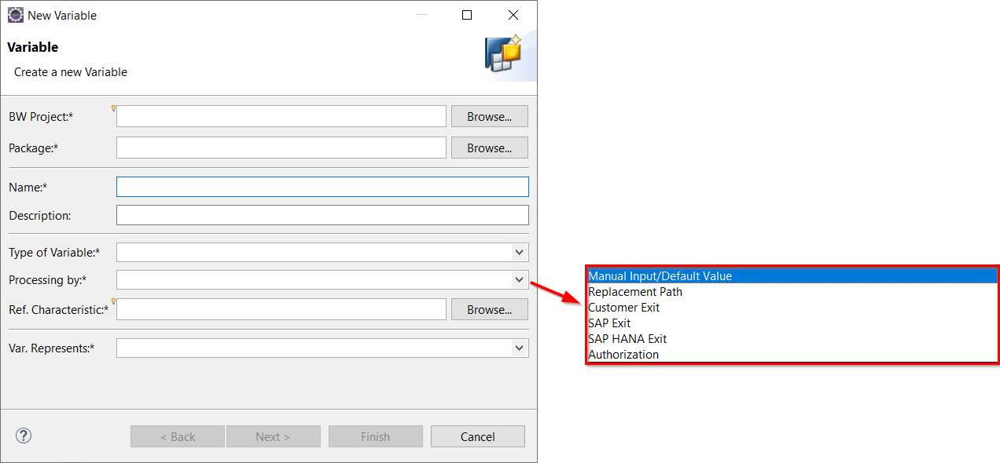 New Variable
Variable
Create a new Variable
BW Project:* Browse...
Package:* Browse...
Name:*
Description:
Type of Variable:*
Processing by:*
Ref. Characteristic:* Browse...
Var. Represents:*
Manual Input/Default Value
Replacement Path
Customer Exit
SAP Exit
SAP HANA Exit
Authorization
? < Back Next > Finish Cancel